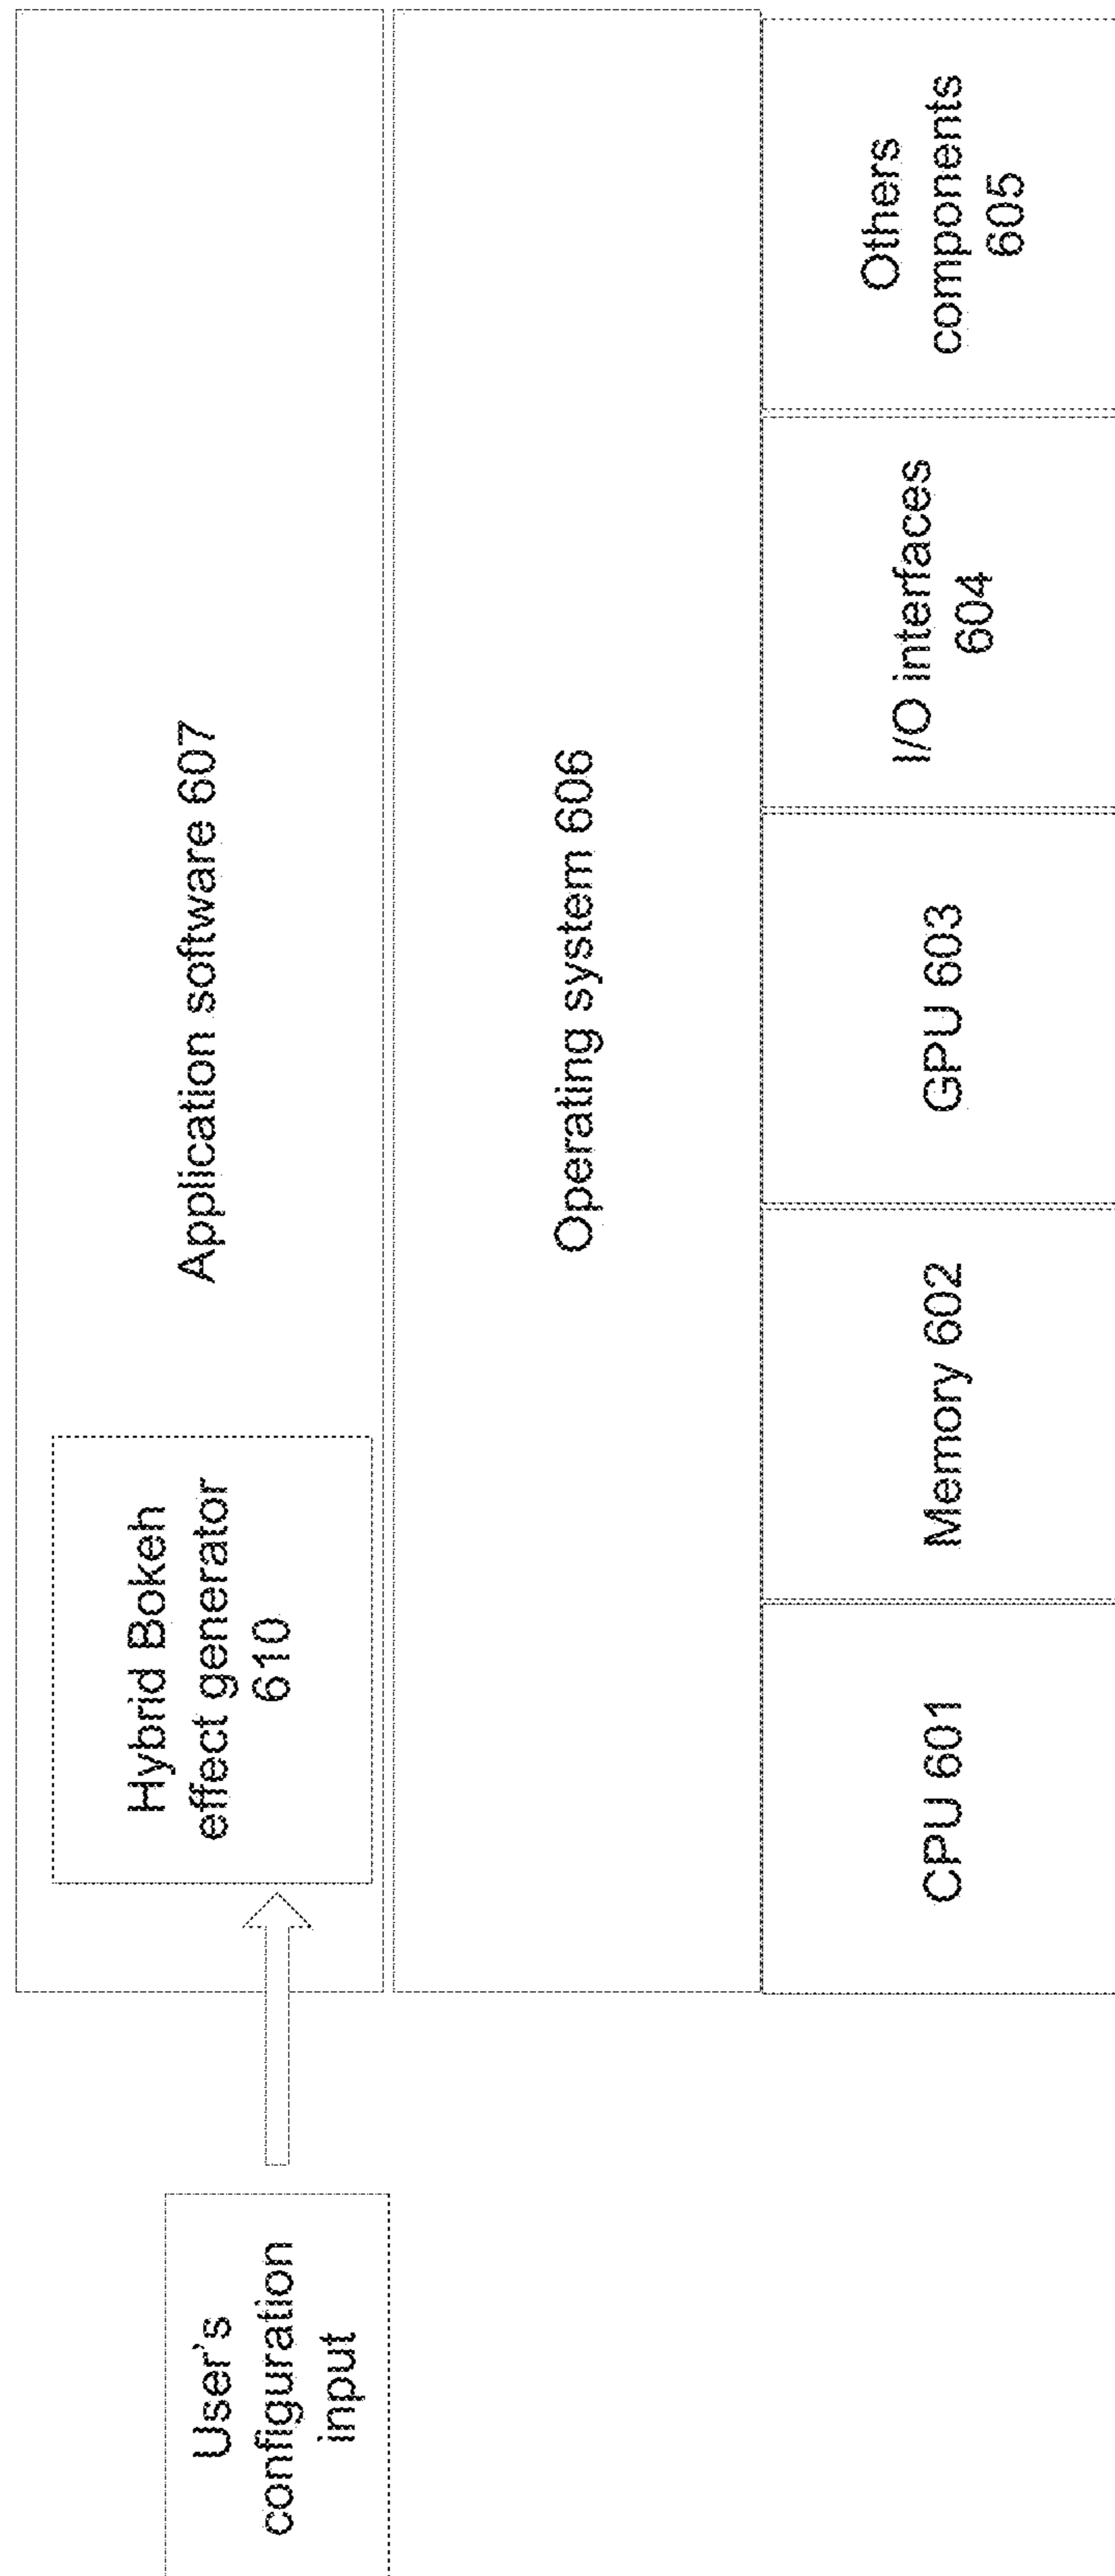 User's
configuration
input
Hybrid Bokeh
effect generator
610
Application software 607
Operating system 606
CPU 601
Memory 602
GPU 603
I/O interfaces
604
Others
components
605